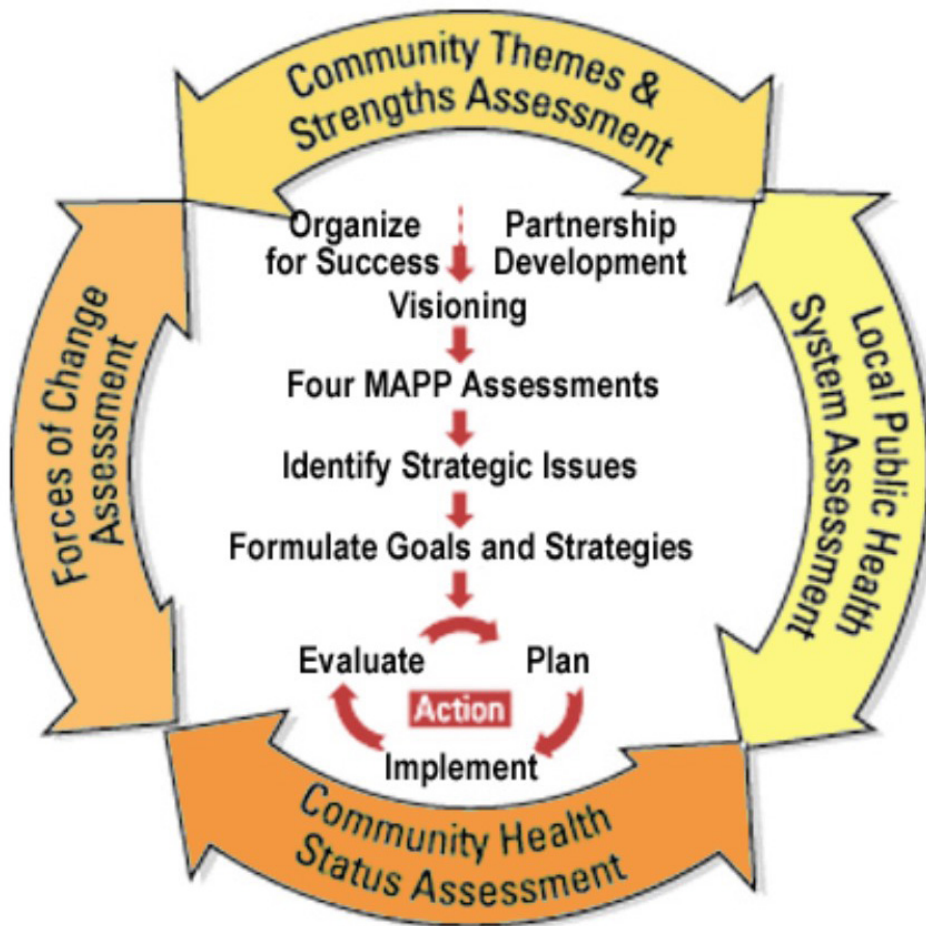 Community Themes &
Strengths Assessment
Organize
for Success
Partnership
Development
Visioning
Four MAPP Assessments
Identify Strategic Issues
Formulate Goals and Strategies
Evaluate
Plan
Action
Implement
Forces of Change
Assessment
Local Public Health
System Assessment
Community Health
Status Assessment